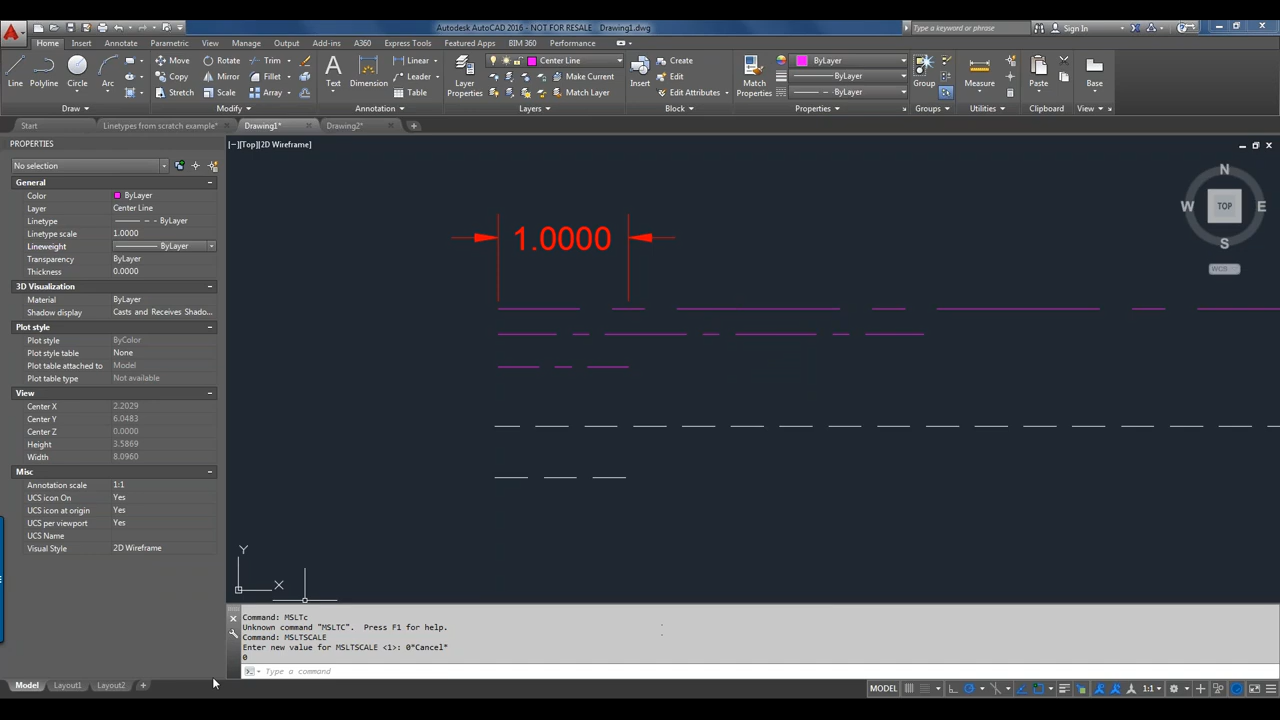 Autodesk AutoCAD 2016 - NOT FOR RESALE Drawing1.dwg
Type a keyword or phrase
Sign In
Home Insert Annotate Parametric View Manage Output Add-ins A360 Express Tools Featured Apps BIM 360 Performance
Line Polyline Circle Arc
Move Rotate Trim
Copy Mirror Fillet
Stretch Scale Array
Text Dimension
Linear
Leader
Table
Layer Properties
Center Line
Make Current
Match Layer
Insert
Create
Edit
Edit Attributes
Match Properties
ByLayer
ByLayer
ByLayer
Group
Measure
Paste
Base
Draw Modify Annotation Layers Block Properties Groups Utilities Clipboard View
Start Linetypes from scratch example* Drawing1* Drawing2*
PROPERTIES
[−][Top][2D Wireframe]
No selection
General
Color ByLayer
Layer Center Line
Linetype ByLayer
Linetype scale 1.0000
Lineweight ByLayer
Transparency ByLayer
Thickness 0.0000
3D Visualization
Material ByLayer
Shadow display Casts and Receives Shado...
Plot style
Plot style ByColor
Plot style table None
Plot table attached to Model
Plot table type Not available
View
Center X 2.2029
Center Y 6.0483
Center Z 0.0000
Height 3.5869
Width 8.0960
Misc
Annotation scale 1:1
UCS icon On Yes
UCS icon at origin Yes
UCS per viewport Yes
UCS Name
Visual Style 2D Wireframe
N
W TOP E
S
WCS
1.0000
Y
X
Command: MSLTc
Unknown command "MSLTC". Press F1 for help.
Command: MSLTSCALE
Enter new value for MSLTSCALE <1>: 0*Cancel*
0
Type a command
Model Layout1 Layout2 +
MODEL 1:1